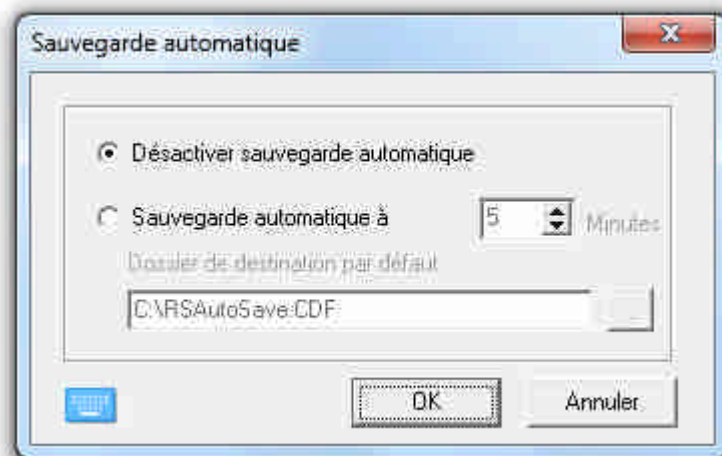 Sauvegarde automatique
Désactiver sauvegarde automatique
Sauvegarde automatique à 5 Minutes
Dossier de destination par défaut
C:\RSAutoSave.CDF
...
OK Annuler